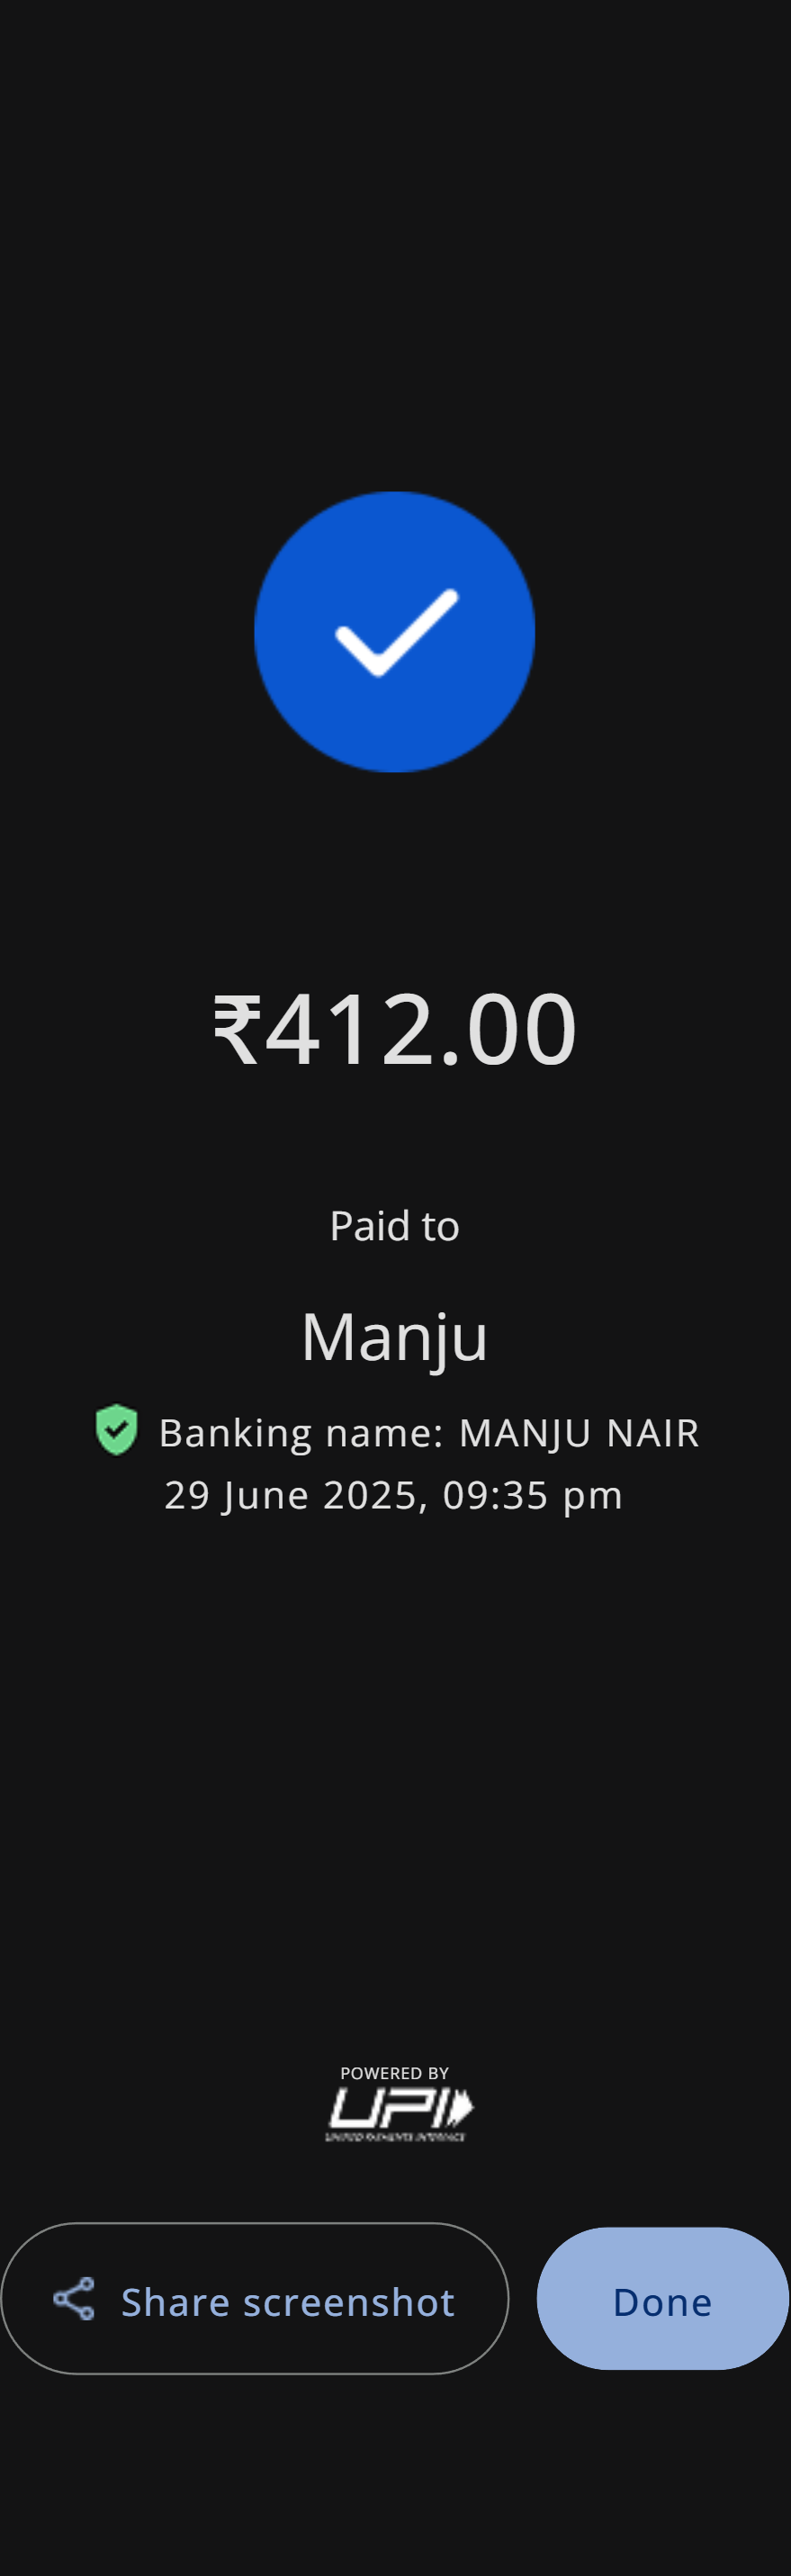 ₹412.00
Paid to
Manju
Banking name: MANJU NAIR
29 June 2025, 09:35 pm
POWERED BY
UPI
UNIFIED PAYMENTS INTERFACE
Share screenshot
Done